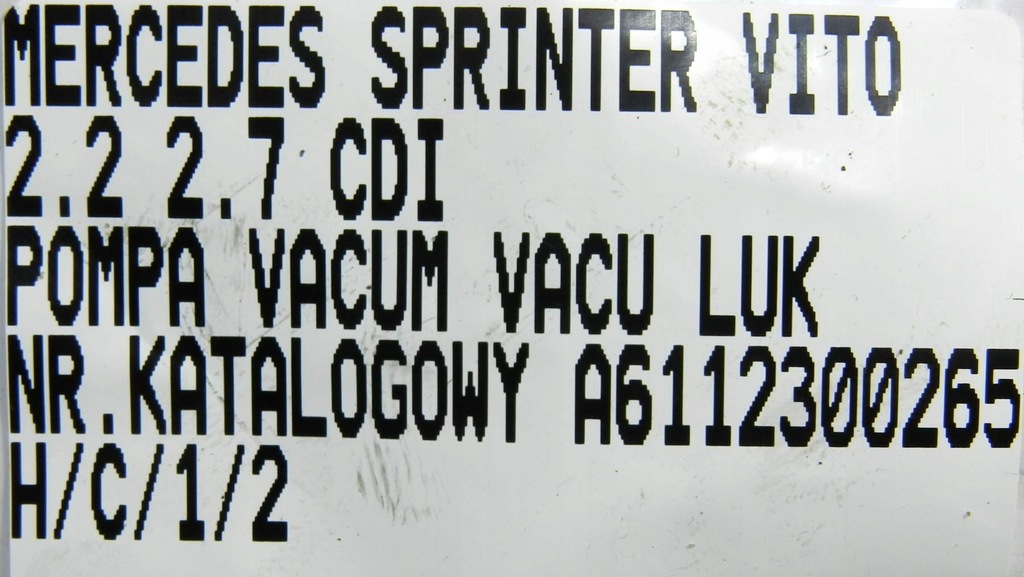 MERCEDES SPRINTER VITO
2.2 2.7 CDI
POMPA VACUM VACU LUK
NR.KATALOGOWY A6112300265
H/C/1/2